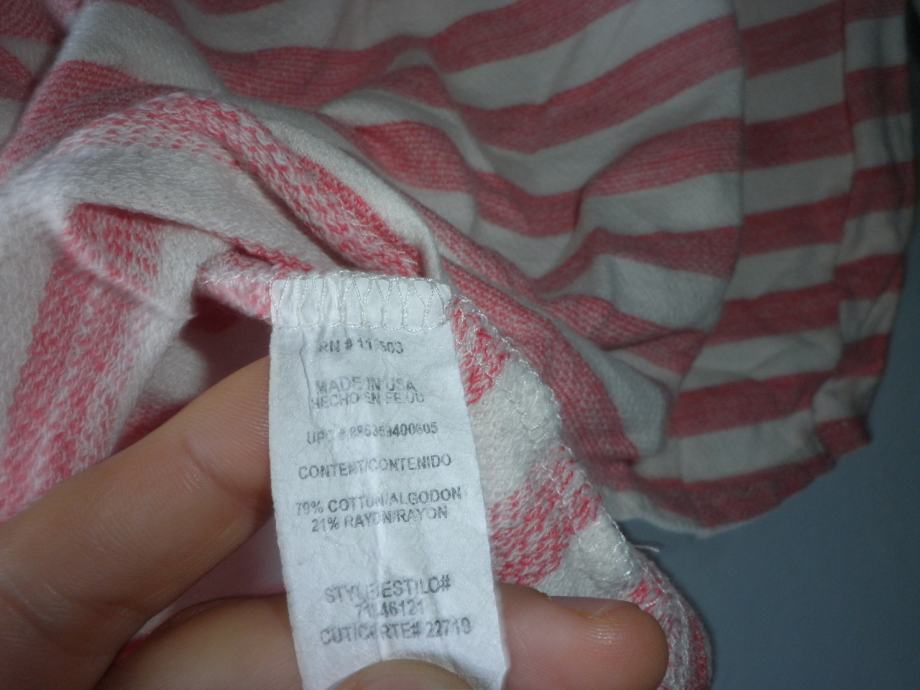 MADE IN USA
HECHO EN EE.UU
CONTENT/CONTENIDO
79% COTTON/ALGODON
21% RAYON/RAYON
STYLE/ESTILO#
CUT/CORTE# 22719